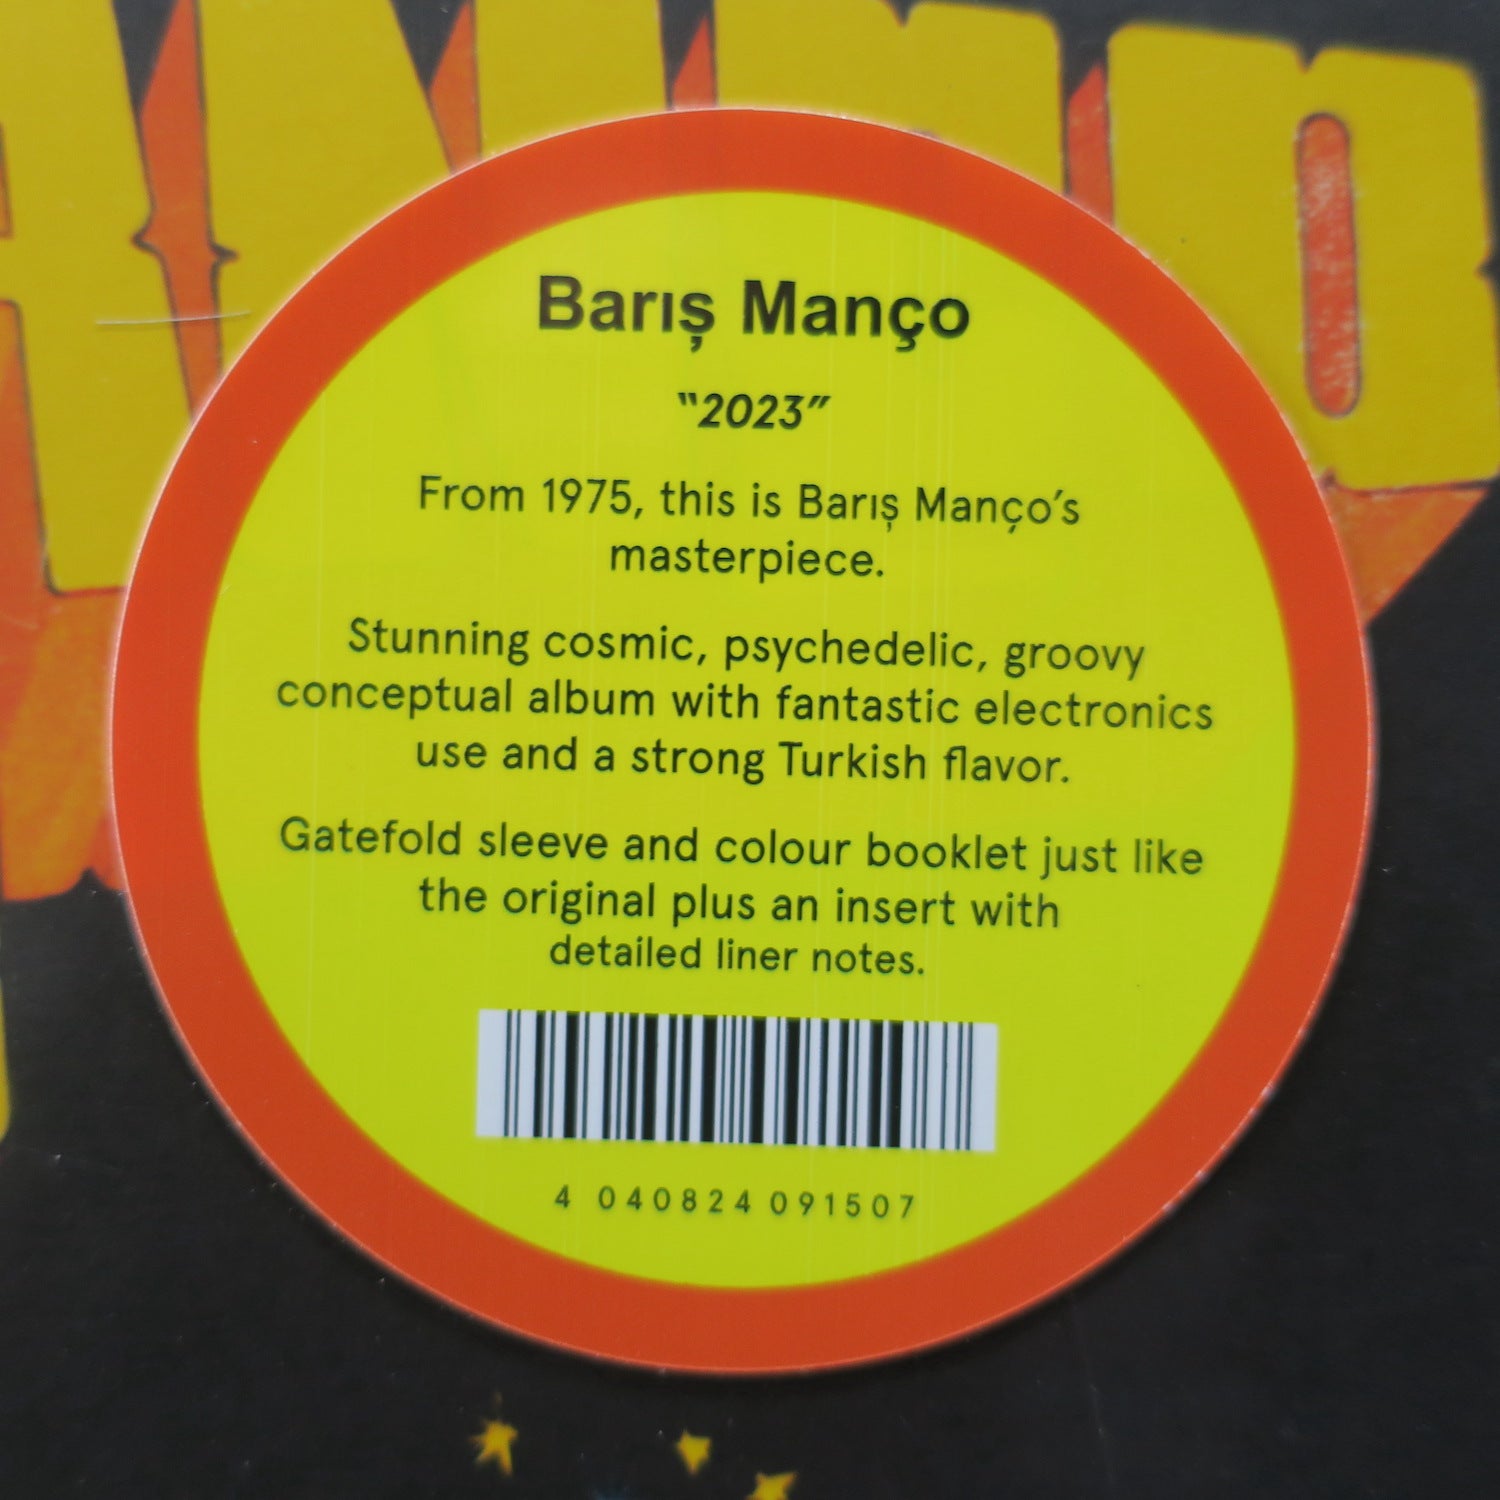 Barış Manço
“2023”
From 1975, this is Barış Manço’s
masterpiece.
Stunning cosmic, psychedelic, groovy
conceptual album with fantastic electronics
use and a strong Turkish flavor.
Gatefold sleeve and colour booklet just like
the original plus an insert with
detailed liner notes.
4 040824 091507